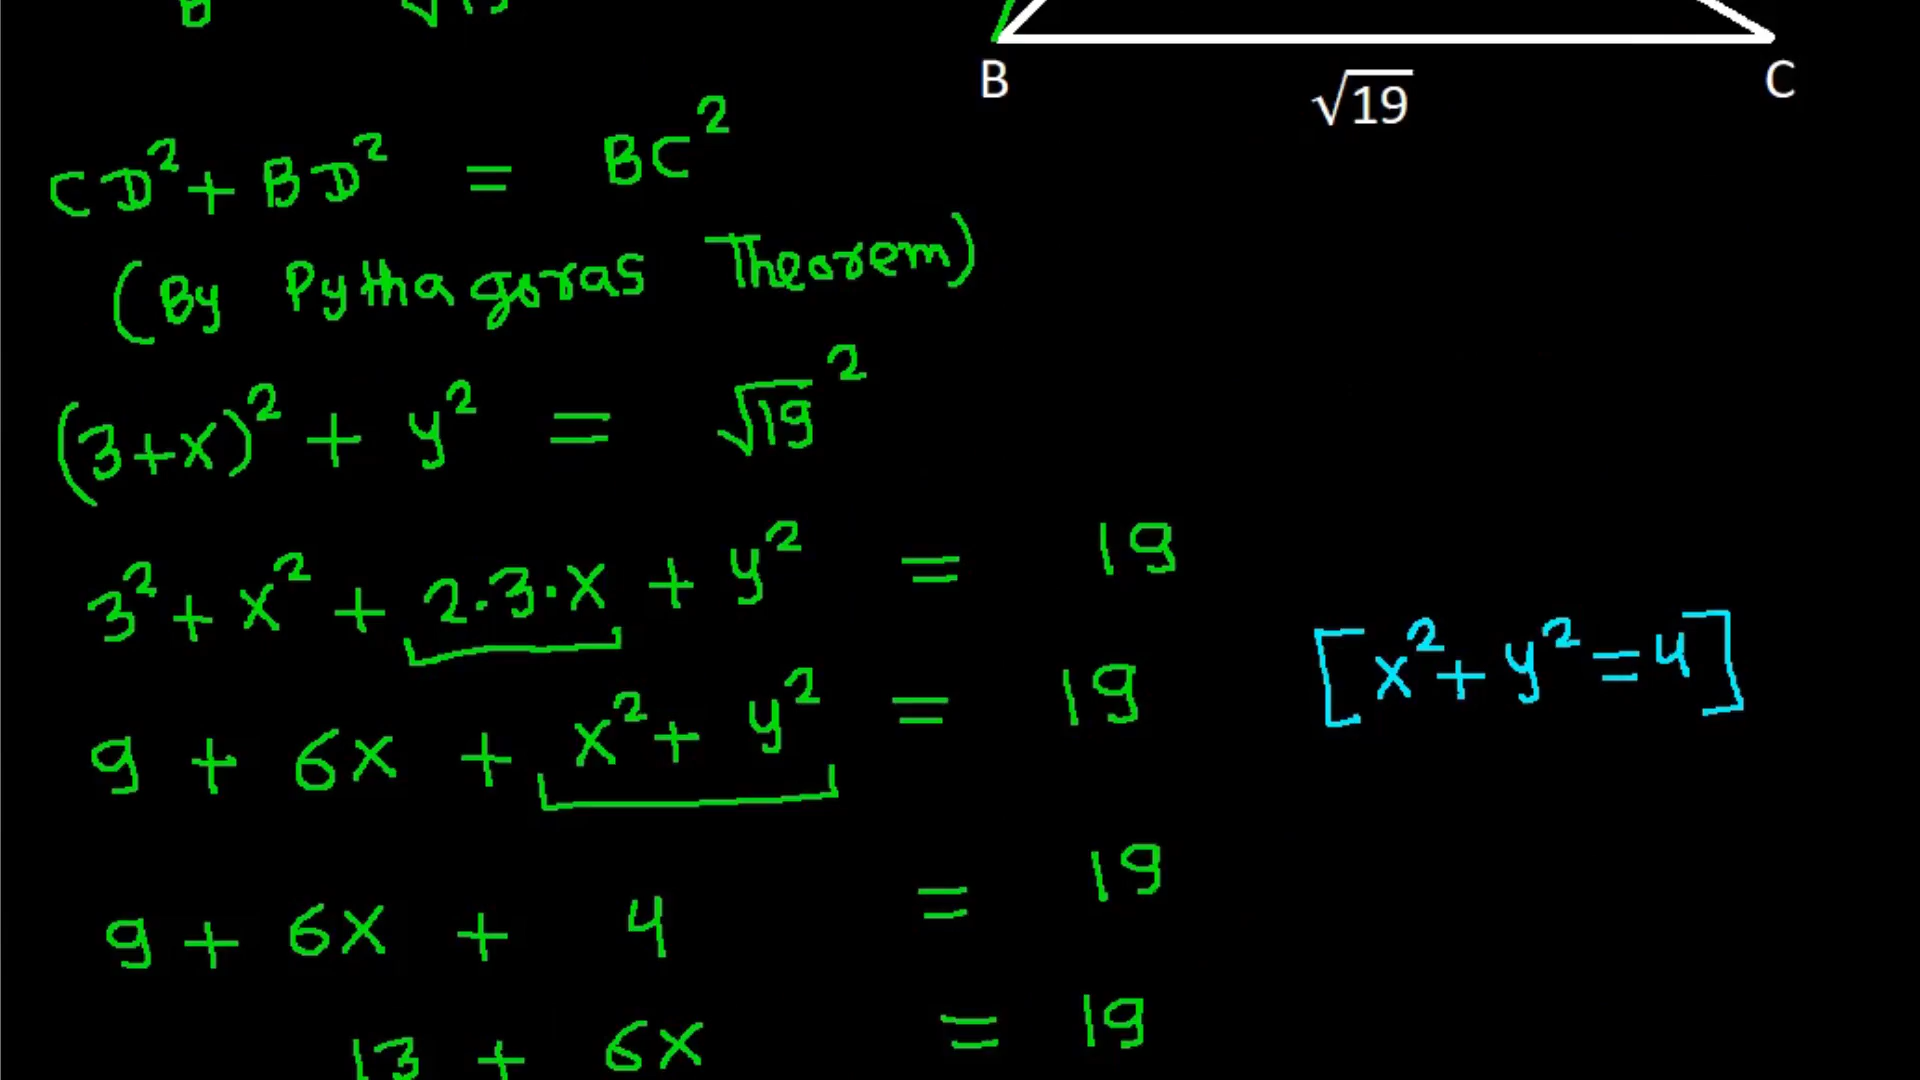 B √19
B C
√19
CD² + BD² = BC²
(By Pythagoras Theorem)
(3+x)² + y² = √19²
3² + x² + 2·3·x + y² = 19
[x² + y² = 4]
9 + 6x + x² + y² = 19
9 + 6x + 4 = 19
13 + 6x = 19